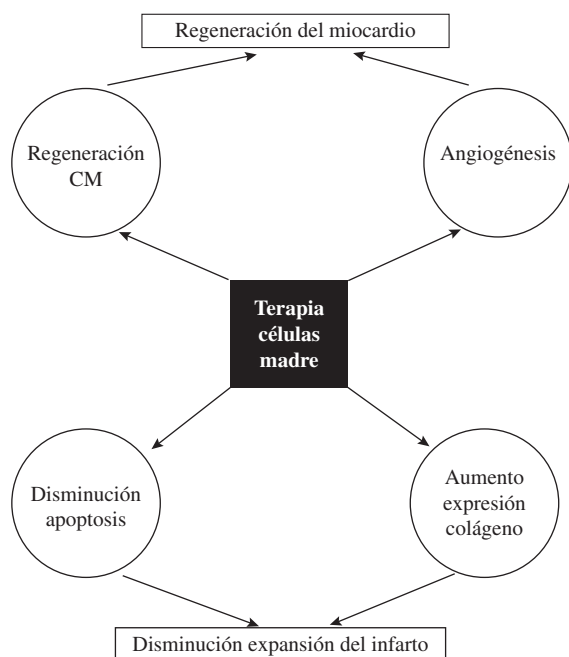 Regeneración del miocardio
Regeneración
CM
Angiogénesis
Terapia
células
madre
Disminución
apoptosis
Aumento
expresión
colágeno
Disminución expansión del infarto